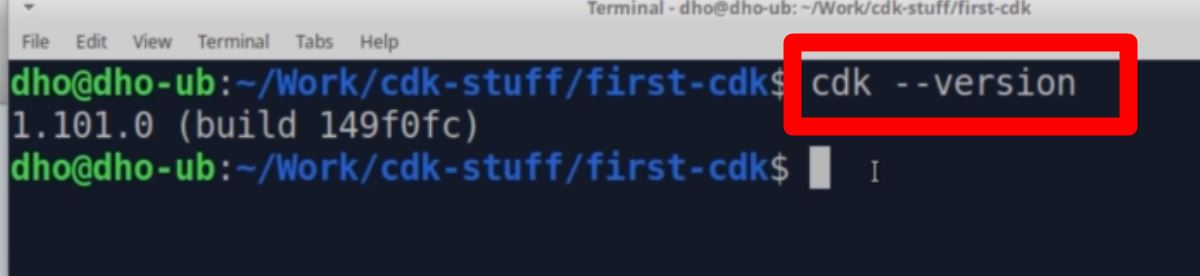 Terminal - dho@dho-ub: ~/Work/cdk-stuff/first-cdk
File Edit View Terminal Tabs Help
dho@dho-ub:~/Work/cdk-stuff/first-cdk$ cdk --version
1.101.0 (build 149f0fc)
dho@dho-ub:~/Work/cdk-stuff/first-cdk$